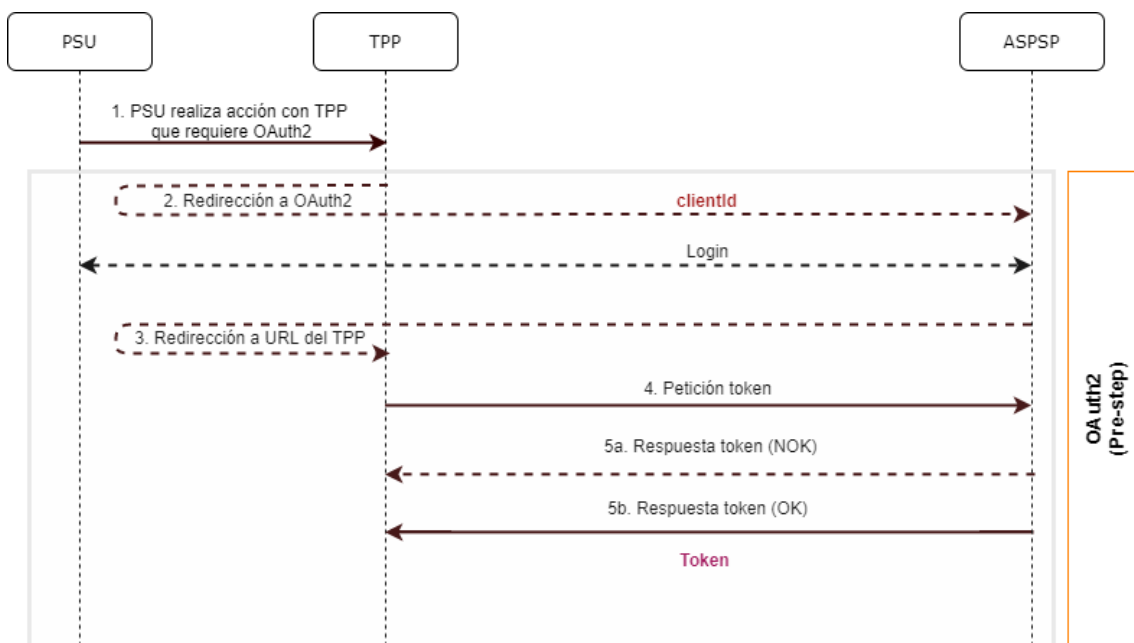 PSU
TPP
ASPSP
1. PSU realiza acción con TPP
que requiere OAuth2
2. Redirección a OAuth2
clientId
Login
3. Redirección a URL del TPP
4. Petición token
5a. Respuesta token (NOK)
5b. Respuesta token (OK)
Token
OAuth2
(Pre-step)